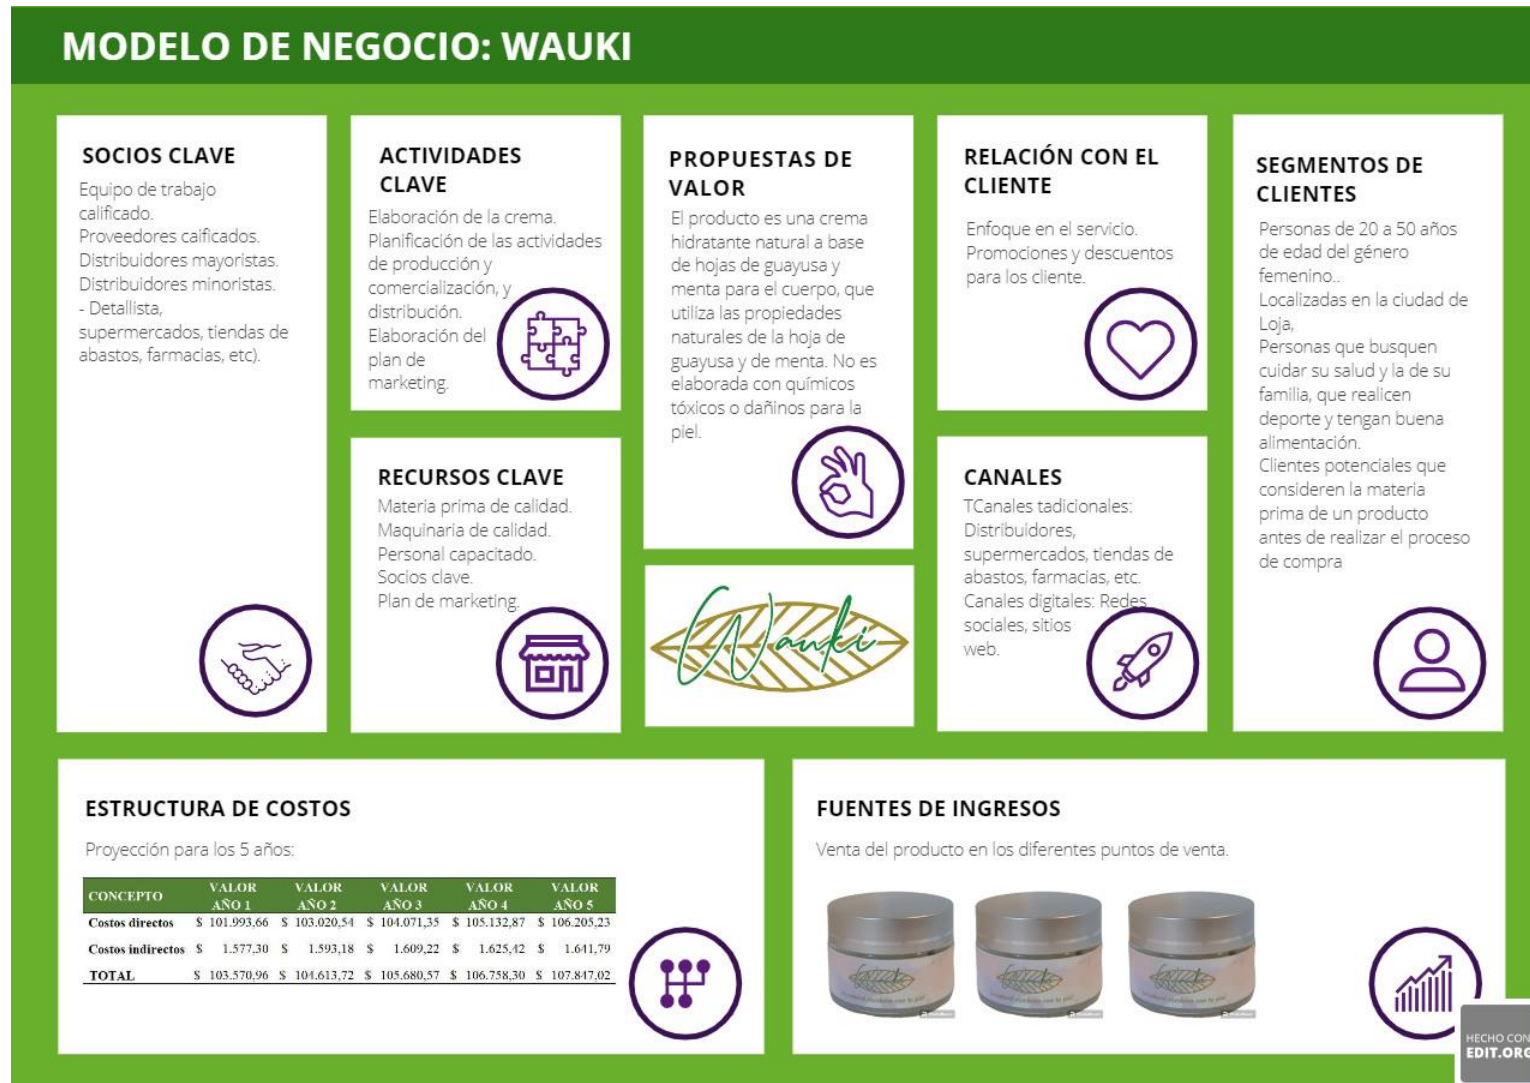 MODELO DE NEGOCIO: WAUKI
SOCIOS CLAVE
Equipo de trabajo
calificado.
Proveedores caificados.
Distribuidores mayoristas.
Distribuidores minoristas.
- Detallista,
supermercados, tiendas de
abastos, farmacias, etc).
ACTIVIDADES
CLAVE
Elaboración de la crema.
Planificación de las actividades
de producción y
comercialización, y
distribución.
Elaboración del
plan de
marketing.
RECURSOS CLAVE
Materia prima de calidad.
Maquinaria de calidad.
Personal capacitado.
Socios clave.
Plan de marketing.
PROPUESTAS DE
VALOR
El producto es una crema
hidratante natural a base
de hojas de guayusa y
menta para el cuerpo, que
utiliza las propiedades
naturales de la hoja de
guayusa y de menta. No es
elaborada con químicos
tóxicos o dañinos para la
piel.
Wauki
RELACIÓN CON EL
CLIENTE
Enfoque en el servicio.
Promociones y descuentos
para los cliente.
CANALES
TCanales tadicionales:
Distribuidores,
supermercados, tiendas de
abastos, farmacias, etc.
Canales digitales: Redes
sociales, sitios
web.
SEGMENTOS DE
CLIENTES
Personas de 20 a 50 años
de edad del género
femenino..
Localizadas en la ciudad de
Loja,
Personas que busquen
cuidar su salud y la de su
familia, que realicen
deporte y tengan buena
alimentación.
Clientes potenciales que
consideren la materia
prima de un producto
antes de realizar el proceso
de compra
ESTRUCTURA DE COSTOS
Proyección para los 5 años:
CONCEPTO VALOR AÑO 1 VALOR AÑO 2 VALOR AÑO 3 VALOR AÑO 4 VALOR AÑO 5
Costos directos $ 101.993,66 $ 103.020,54 $ 104.071,35 $ 105.132,87 $ 106.205,23
Costos indirectos $ 1.577,30 $ 1.593,18 $ 1.609,22 $ 1.625,42 $ 1.641,79
TOTAL $ 103.570,96 $ 104.613,72 $ 105.680,57 $ 106.758,30 $ 107.847,02
FUENTES DE INGRESOS
Venta del producto en los diferentes puntos de venta.
Wauki
Wauki
Wauki
HECHO CON
EDIT.ORG